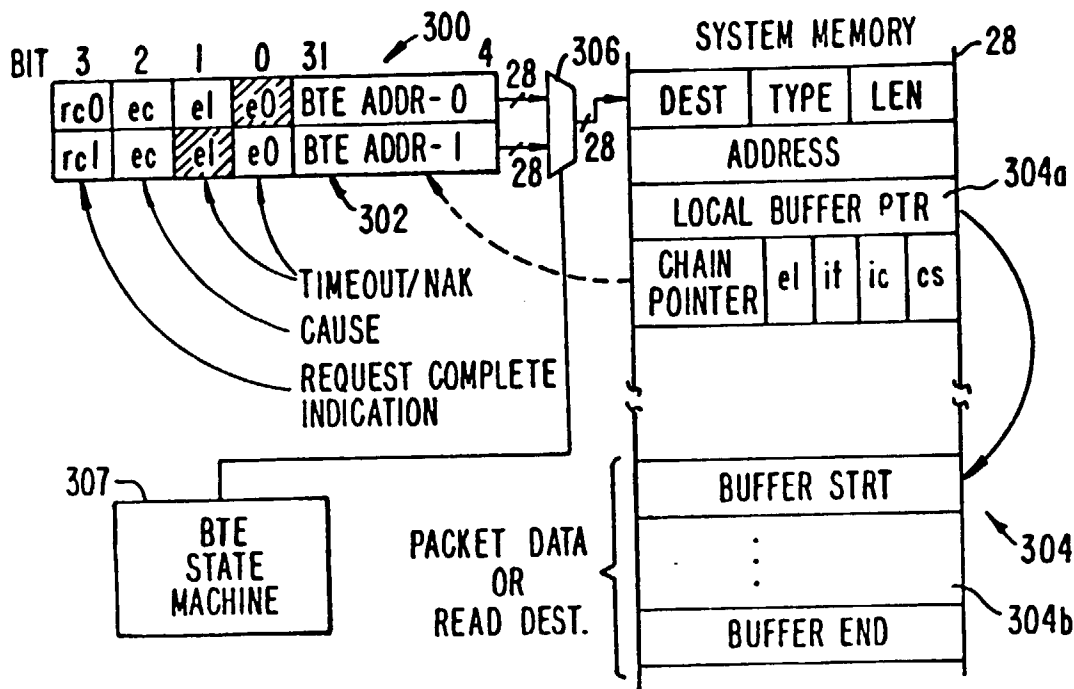 BIT 3 2 1 0 31 300 4 306 SYSTEM MEMORY 28
rc0 ec e1 e0 BTE ADDR-0 28 DEST TYPE LEN
rc1 ec e1 e0 BTE ADDR-1 28 28
ADDRESS
302 LOCAL BUFFER PTR 304a
TIMEOUT/NAK CHAIN POINTER el if ic cs
CAUSE
REQUEST COMPLETE
INDICATION
307
BUFFER STRT
BTE
STATE
MACHINE
PACKET DATA
OR
READ DEST.
304
304b
BUFFER END